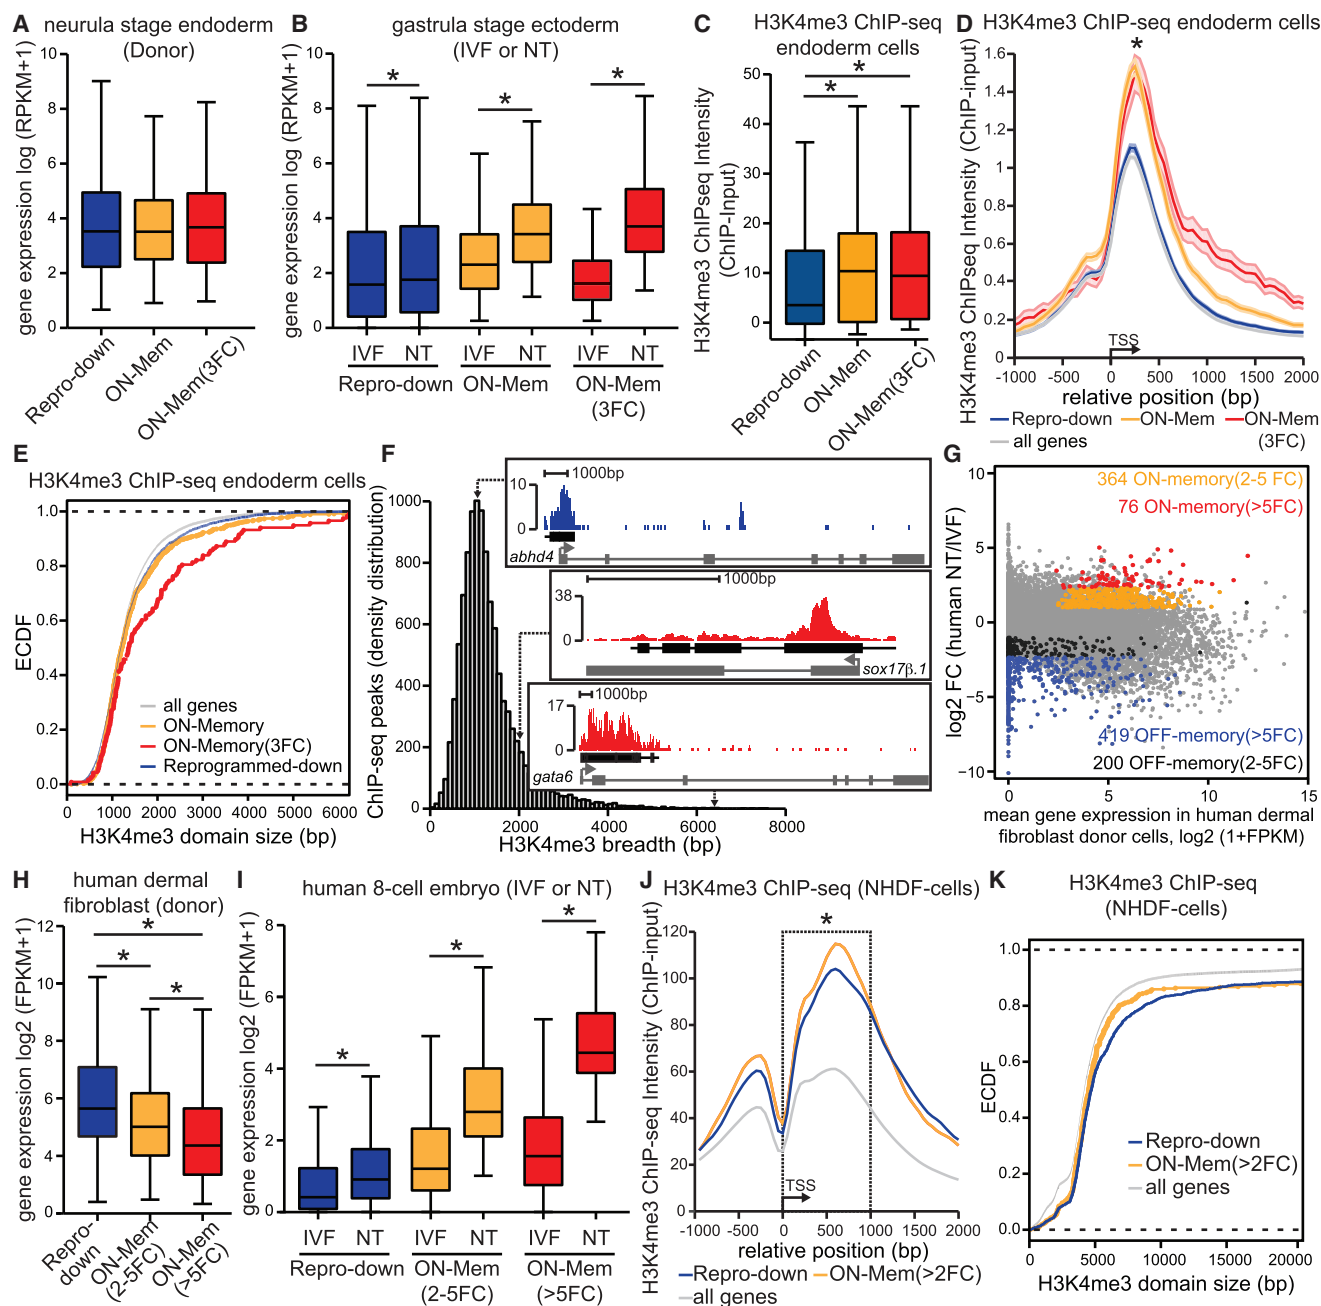 A
neurula stage endoderm
(Donor)
gene expression log (RPKM+1)
10
8
6
4
2
0
Repro-down
ON-Mem
ON-Mem(3FC)
B
gastrula stage ectoderm
(IVF or NT)
gene expression log (RPKM+1)
10
8
6
4
2
0
* * *
IVF NT IVF NT IVF NT
Repro-down ON-Mem ON-Mem
(3FC)
C
H3K4me3 ChIP-seq
endoderm cells
H3K4me3 ChIPseq Intensity
(ChIP-Input)
50
40
30
20
10
0
*
*
Repro-down
ON-Mem
ON-Mem(3FC)
D
H3K4me3 ChIP-seq endoderm cells
H3K4me3 ChIPseq Intensity (ChIP-input)
1.6
1.4
1.2
1
0.8
0.6
0.4
0.2
0
*
TSS
-1000 -500 0 500 1000 1500 2000
relative position (bp)
Repro-down ON-Mem ON-Mem
all genes (3FC)
E
H3K4me3 ChIP-seq endoderm cells
ECDF
1.0
0.8
0.6
0.4
0.2
0.0
all genes
ON-Memory
ON-Memory(3FC)
Reprogrammed-down
0 1000 2000 3000 4000 5000 6000
H3K4me3 domain size (bp)
F
ChIP-seq peaks (density distribution)
1000
800
600
400
200
0
1000bp
10
0
abhd4
1000bp
38
0
sox17β.1
1000bp
17
0
gata6
0 2000 4000 6000 8000
H3K4me3 breadth (bp)
G
log2 FC (human NT/IVF)
10
5
0
−5
−10
364 ON-memory(2-5 FC)
76 ON-memory(>5FC)
419 OFF-memory(>5FC)
200 OFF-memory(2-5FC)
0 5 10 15
mean gene expression in human dermal
fibroblast donor cells, log2 (1+FPKM)
H
human dermal
fibroblast (donor)
gene expression log2 (FPKM+1)
12
10
8
6
4
2
0
*
*
*
Repro-
down
ON-Mem
(2-5FC)
ON-Mem
(>5FC)
I
human 8-cell embryo (IVF or NT)
gene expression log2 (FPKM+1)
8
6
4
2
0
* * *
IVF NT IVF NT IVF NT
Repro-down ON-Mem ON-Mem
(2-5FC) (>5FC)
J
H3K4me3 ChIP-seq (NHDF-cells)
H3K4me3 ChIP-seq Intensity (ChIP-input)
120
100
80
60
40
20
0
*
TSS
-1000 -500 0 500 1000 1500 2000
relative position (bp)
Repro-down ON-Mem(>2FC)
all genes
K
H3K4me3 ChIP-seq
(NHDF-cells)
ECDF
1.0
0.8
0.6
0.4
0.2
0.0
Repro-down
ON-Mem(>2FC)
all genes
0 5000 10000 15000 20000
H3K4me3 domain size (bp)